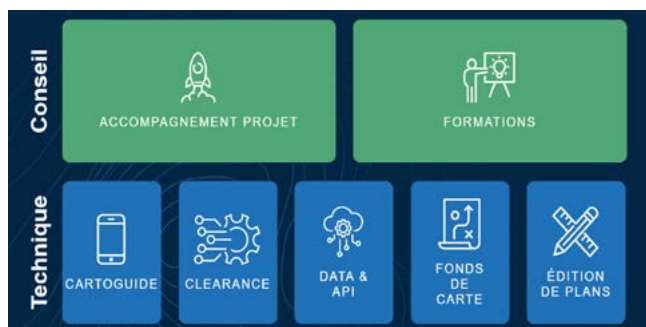 Conseil
ACCOMPAGNEMENT PROJET
FORMATIONS
Technique
CARTOGUIDE
CLEARANCE
DATA &
API
FONDS
DE
CARTE
ÉDITION
DE PLANS